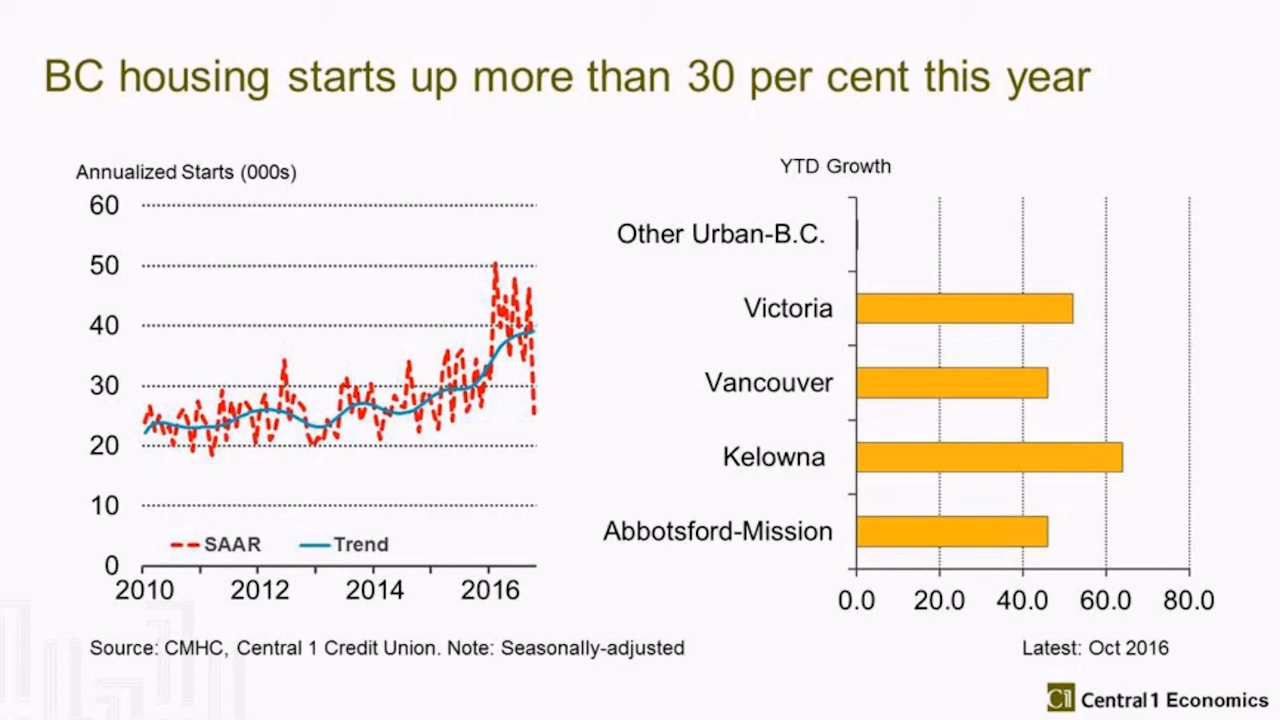 BC housing starts up more than 30 per cent this year
Annualized Starts (000s)
60
50
40
30
20
10
0
SAAR
Trend
2010
2012
2014
2016
YTD Growth
Other Urban-B.C.
Victoria
Vancouver
Kelowna
Abbotsford-Mission
0.0
20.0
40.0
60.0
80.0
Source: CMHC, Central 1 Credit Union. Note: Seasonally-adjusted
Latest: Oct 2016
C1 Central 1 Economics